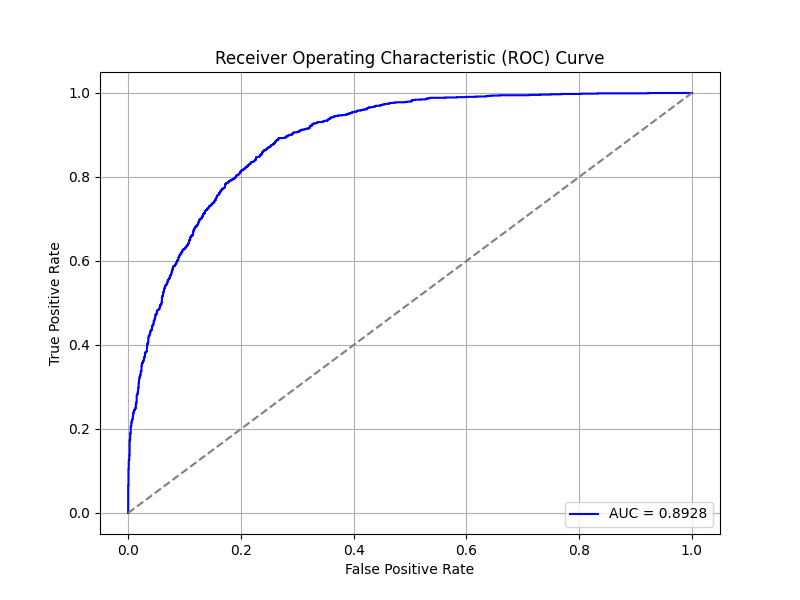 Receiver Operating Characteristic (ROC) Curve
True Positive Rate
1.0
0.8
0.6
0.4
0.2
0.0
AUC = 0.8928
0.0 0.2 0.4 0.6 0.8 1.0
False Positive Rate